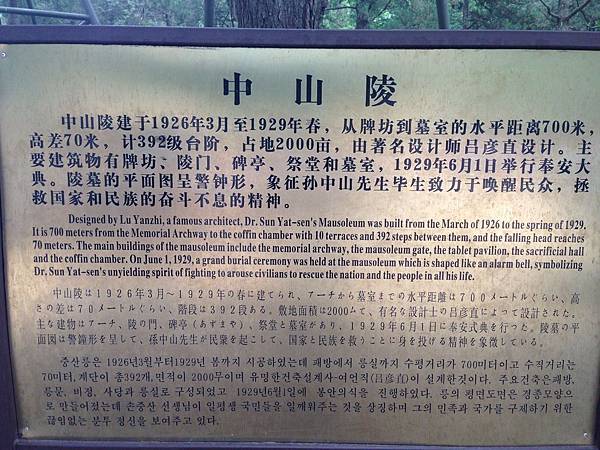 中山陵
中山陵建于1926年3月至1929年春，从牌坊到墓室的水平距离700米，
高差70米，计392级台阶，占地2000亩，由著名设计师吕彦直设计。主
要建筑物有牌坊、陵门、碑亭、祭堂和墓室，1929年6月1日举行奉安大
典。陵墓的平面图呈警钟形，象征孙中山先生毕生致力于唤醒民众，拯
救国家和民族的奋斗不息的精神。
Designed by Lu Yanzhi, a famous architect, Dr. Sun Yat-sen's Mausoleum was built from the March of 1926 to the spring of 1929.
It is 700 meters from the Memorial Archway to the coffin chamber with 10 terraces and 392 steps between them, and the falling head reaches
70 meters. The main buildings of the mausoleum include the memorial archway, the mausoleum gate, the tablet pavilion, the sacrificial hall
and the coffin chamber. On June 1, 1929, a grand burial ceremony was held at the mausoleum which is shaped like an alarm bell, symbolizing
Dr. Sun Yat-sen's unyielding spirit of fighting to arouse civilians to rescue the nation and the people in all his life.
中山陵は１９２６年３月～１９２９年の春に建てられ、アーチから墓室までの水平距離は７００メートルぐらい、高
さの差は７０メートルぐらい、階段は３９２段ある。敷地面積は2000ムで、有名な設計士の吕彦直によって設計された。
主な建物はアーチ、陵の門、碑亭（あずまや）、祭堂と墓室があり、１９２９年６月１日に奉安式典を行った。陵墓の平
面図は警鐘形を呈して、孫中山先生が民衆を起こして、国家と民族を救うことに身を投げる精神を象徴している。
중산릉은 1926년3월부터1929년 봄까지 시공하였는데 패방에서 릉실까지 수평거리가 700미터이고 수직거리는
70미터, 계단이 총392개, 면적이 2000무이며 유명한건축설계사-여언직(吕彦直)이 설계한것이다. 주요건축은패방,
릉문, 비정, 사당과 릉실로 구성되었고 1929년6월1일에 봉안의식을 진행하였다. 릉의 평면도면은 경종모양으
로 만들어졌는데 손중산 선생님이 일평생 국민들을 일깨워주는 것을 상징하며 그의 민족과 국가를 구제하기 위한
끊임없는 분투 정신을 보여주고 있다.